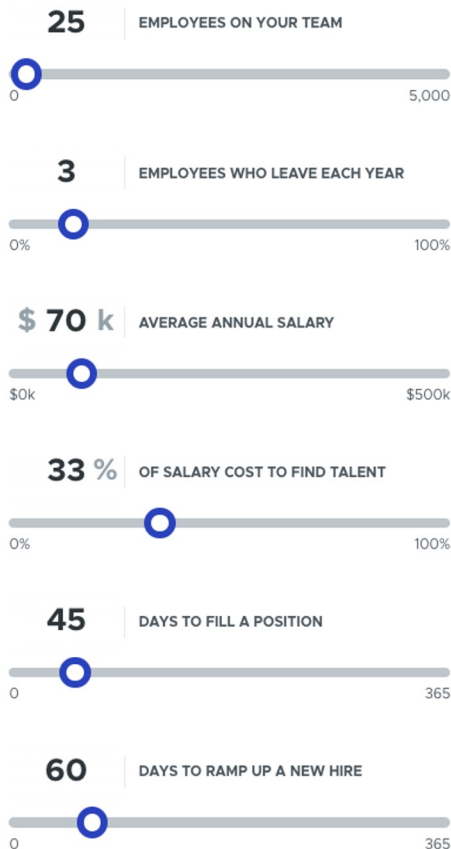 25 EMPLOYEES ON YOUR TEAM
0 5,000
3 EMPLOYEES WHO LEAVE EACH YEAR
0% 100%
$ 70 k AVERAGE ANNUAL SALARY
$0k $500k
33 % OF SALARY COST TO FIND TALENT
0% 100%
45 DAYS TO FILL A POSITION
0 365
60 DAYS TO RAMP UP A NEW HIRE
0 365